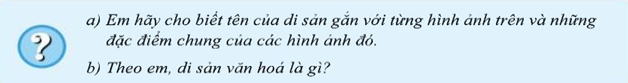 a) Em hãy cho biết tên của di sản gắn với từng hình ảnh trên và những
đặc điểm chung của các hình ảnh đó.
?
b) Theo em, di sản văn hoá là gì?